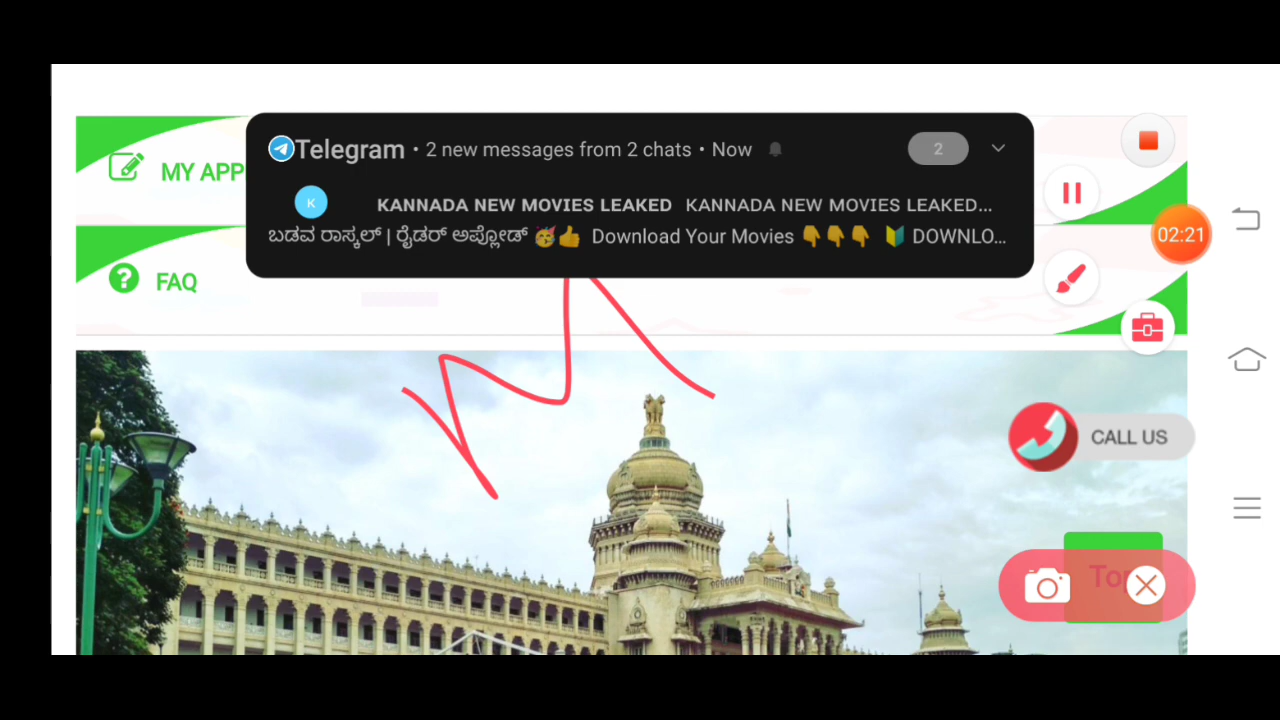 Telegram • 2 new messages from 2 chats • Now
2
MY APP
K
KANNADA NEW MOVIES LEAKED KANNADA NEW MOVIES LEAKED...
ಬಡವ ರಾಸ್ಕಲ್ | ರೈಡರ್ ಅಪ್ಲೋಡ್ 🥳👍 Download Your Movies 👇👇👇 🔰 DOWNLO...
02:21
FAQ
CALL US
Top